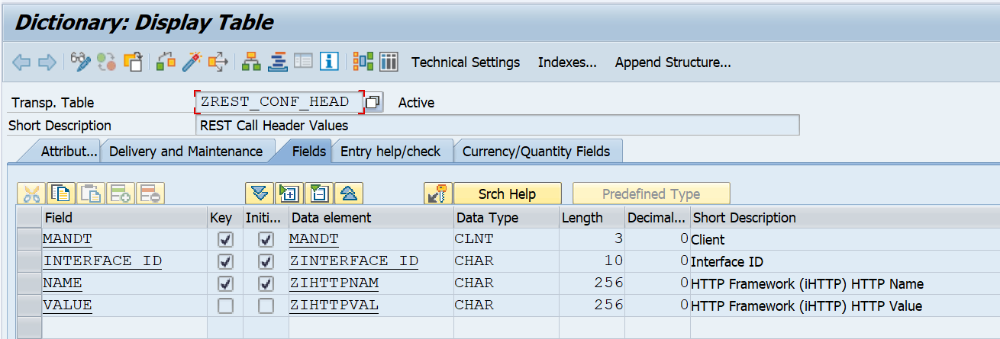 Dictionary: Display Table
Technical Settings Indexes... Append Structure...
Transp. Table ZREST_CONF_HEAD Active
Short Description REST Call Header Values
Attribut... Delivery and Maintenance Fields Entry help/check Currency/Quantity Fields
Srch Help Predefined Type
Field Key Initi... Data element Data Type Length Decimal... Short Description
MANDT MANDT CLNT 3 0 Client
INTERFACE_ID ZINTERFACE_ID CHAR 10 0 Interface ID
NAME ZIHTTPNAM CHAR 256 0 HTTP Framework (iHTTP) HTTP Name
VALUE ZIHTTPVAL CHAR 256 0 HTTP Framework (iHTTP) HTTP Value